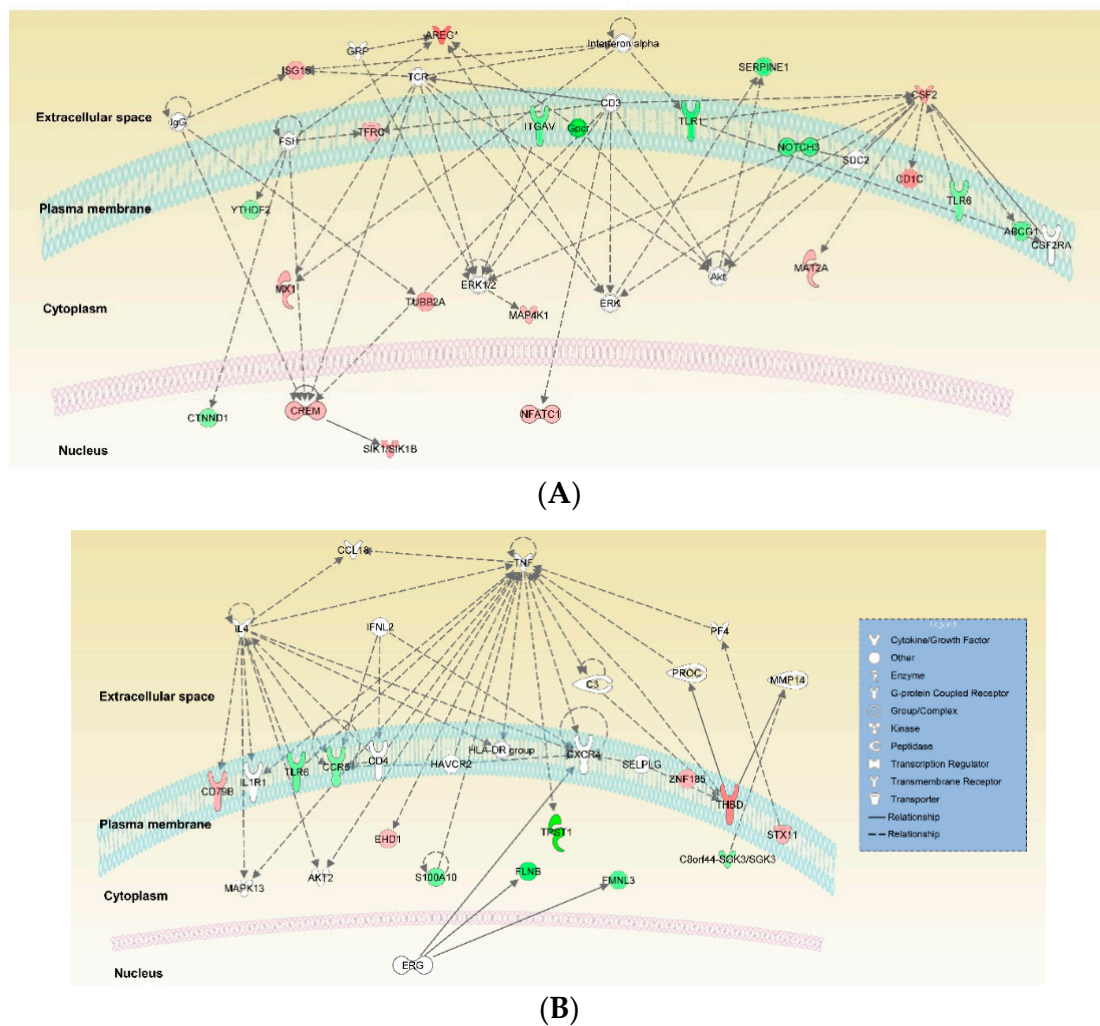 GRP
AREG*
Interferon alpha
ISG15
TCR
SERPINE1
CSF2
Extracellular space
IgG
FSH
TFRC
ITGAV
Gpcr
CD3
TLR1
NOTCH3
SDC2
CD1C
Plasma membrane
YTHDF2
TLR6
ABCG1
CSF2RA
MX1
TUBB2A
ERK1/2
Akt
MAT2A
Cytoplasm
MAP4K1
ERK
CTNND1
CREM
NFATC1
Nucleus
SIK1/SIK1B
(A)
CCL18
TNF
IL4
IFNL2
PF4
Extracellular space
C3
PROC
MMP14
HLA-DR group
CD79B
IL1R1
TLR6
CD4
HAVCR2
CXCR4
SELPLG
ZNF185
THBD
Plasma membrane
EHD1
TPST1
STX11
C8orf44-SGK3/SGK3
Cytoplasm
MAPK13
AKT2
S100A10
FLNB
FMNL3
Nucleus
ERG
Legend
Cytokine/Growth Factor
Other
Enzyme
G-protein Coupled Receptor
Group/Complex
Kinase
Peptidase
Transcription Regulator
Transmembrane Receptor
Transporter
Relationship
Relationship
(B)